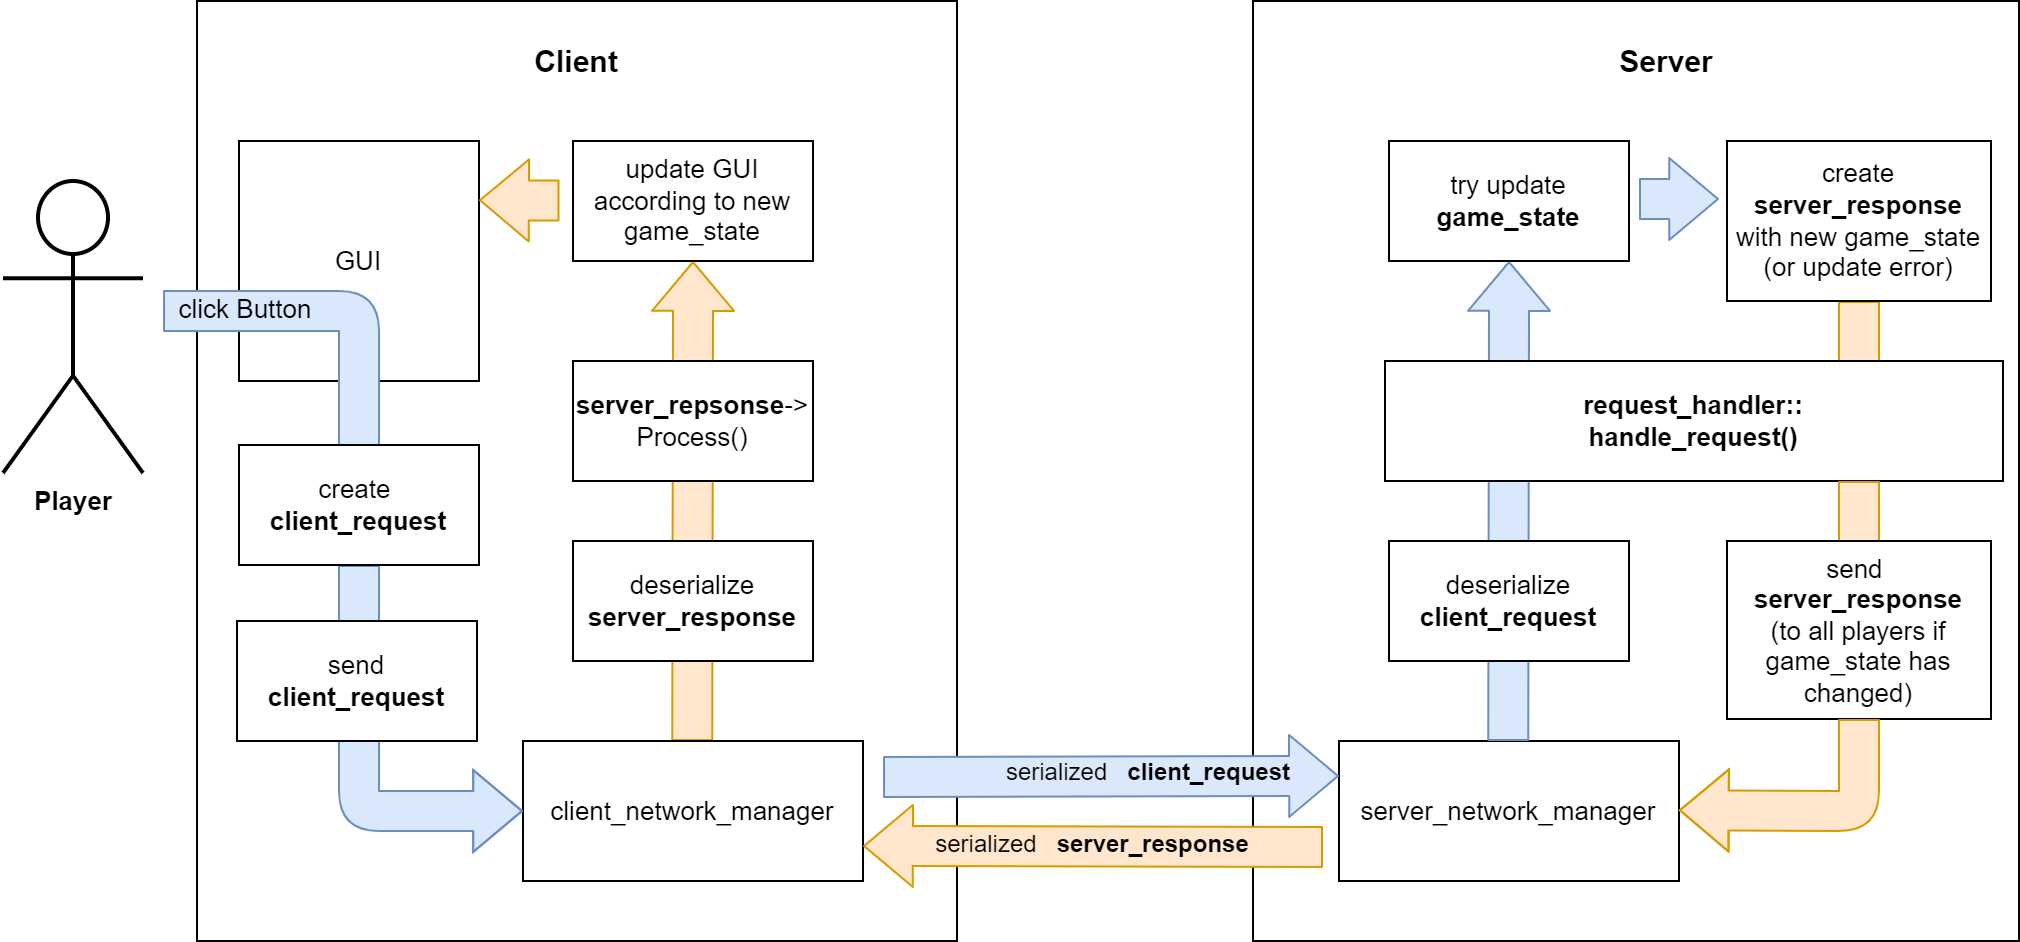 Client
Server
GUI
update GUI
according to new
game_state
try update
game_state
create
server_response
with new game_state
(or update error)
click Button
Player
server_repsonse->
Process()
request_handler::
handle_request()
create
client_request
deserialize
server_response
deserialize
client_request
send
server_response
(to all players if
game_state has
changed)
send
client_request
client_network_manager
serialized client_request
serialized server_response
server_network_manager